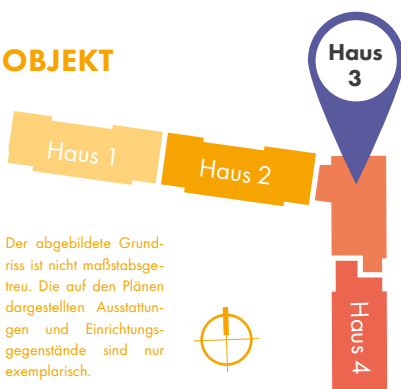 OBJEKT
Haus
3
Haus 1
Haus 2
Der abgebildete Grund-
riss ist nicht maßstabsge-
treu. Die auf den Plänen
dargestellten Ausstattun-
gen und Einrichtungs-
gegenstände sind nur
exemplarisch.
Haus 4